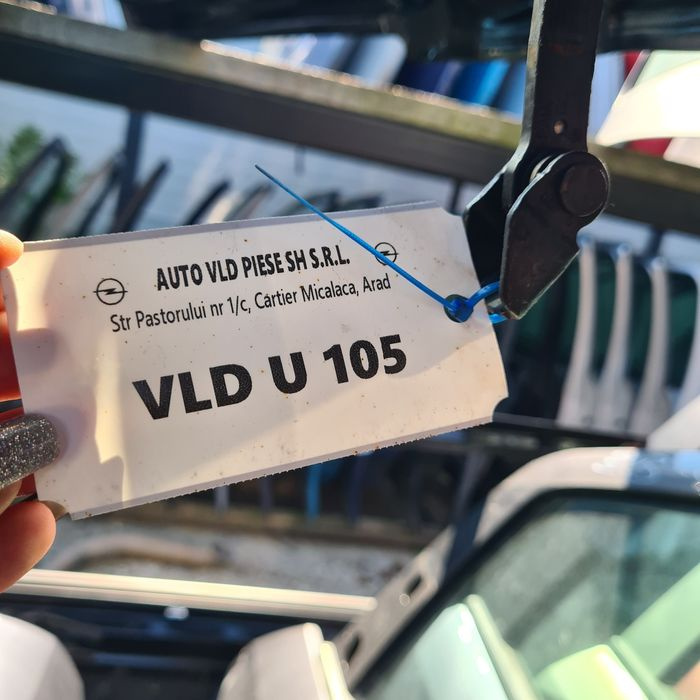 AUTO VLD PIESE SH S.R.L.
Str Pastorului nr 1/c, Cartier Micalaca, Arad
VLD U 105